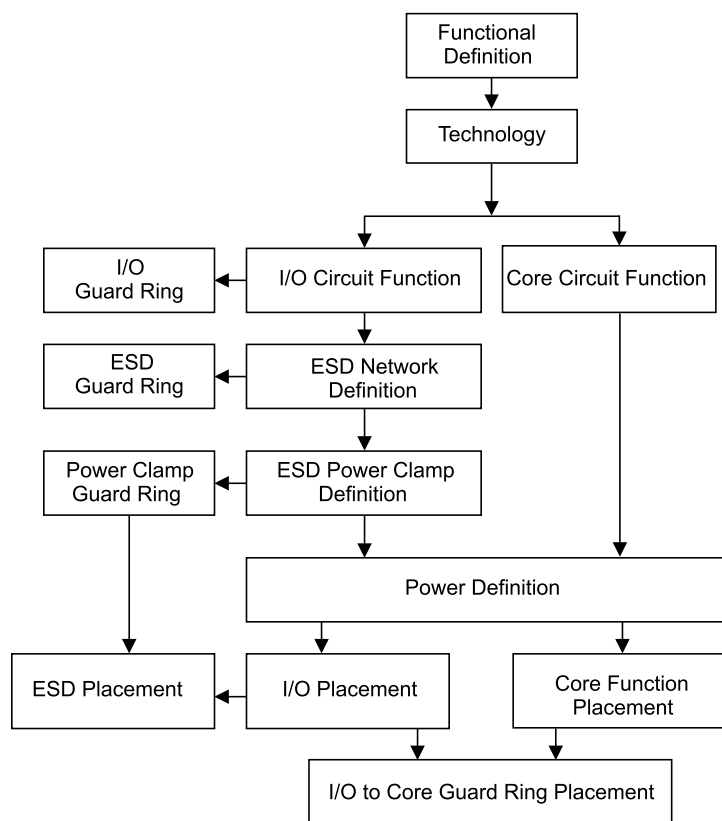 Functional
Definition
Technology
I/O
Guard Ring
I/O Circuit Function
Core Circuit Function
ESD
Guard Ring
ESD Network
Definition
Power Clamp
Guard Ring
ESD Power Clamp
Definition
Power Definition
ESD Placement
I/O Placement
Core Function
Placement
I/O to Core Guard Ring Placement